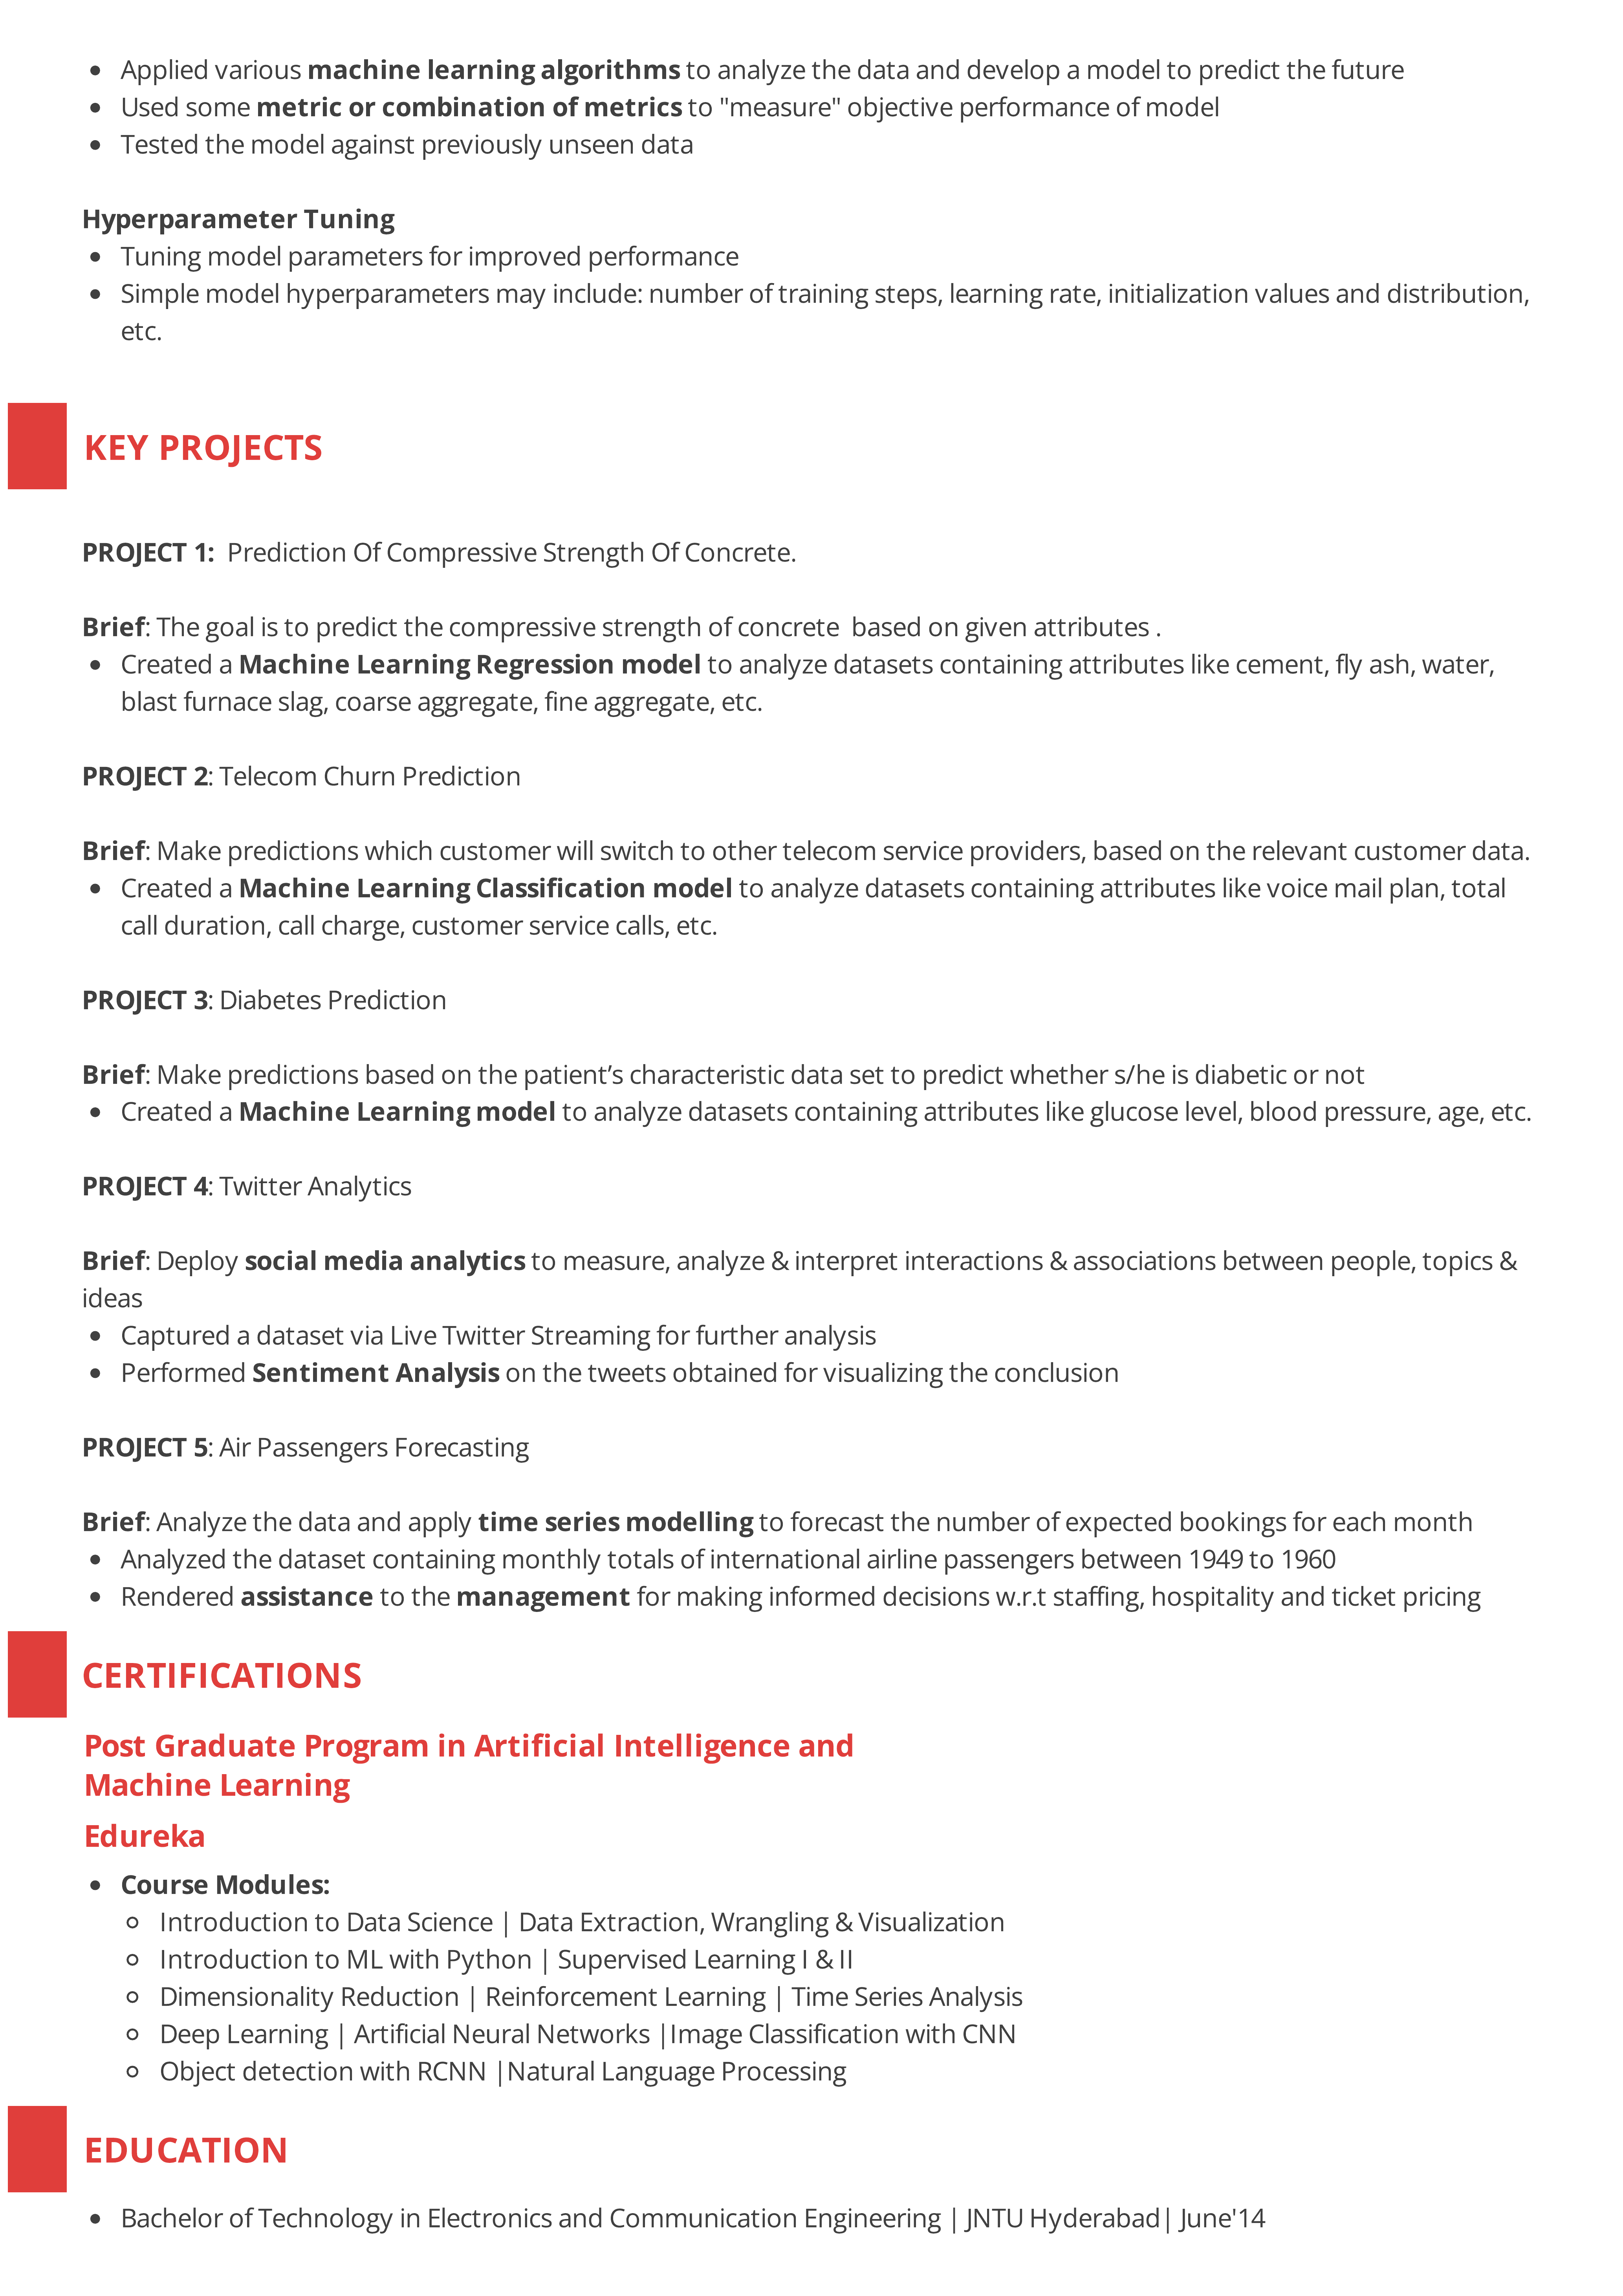 • Applied various machine learning algorithms to analyze the data and develop a model to predict the future
• Used some metric or combination of metrics to "measure" objective performance of model
• Tested the model against previously unseen data
Hyperparameter Tuning
• Tuning model parameters for improved performance
• Simple model hyperparameters may include: number of training steps, learning rate, initialization values and distribution,
etc.
KEY PROJECTS
PROJECT 1: Prediction Of Compressive Strength Of Concrete.
Brief: The goal is to predict the compressive strength of concrete based on given attributes .
• Created a Machine Learning Regression model to analyze datasets containing attributes like cement, fly ash, water,
blast furnace slag, coarse aggregate, fine aggregate, etc.
PROJECT 2: Telecom Churn Prediction
Brief: Make predictions which customer will switch to other telecom service providers, based on the relevant customer data.
• Created a Machine Learning Classification model to analyze datasets containing attributes like voice mail plan, total
call duration, call charge, customer service calls, etc.
PROJECT 3: Diabetes Prediction
Brief: Make predictions based on the patient’s characteristic data set to predict whether s/he is diabetic or not
• Created a Machine Learning model to analyze datasets containing attributes like glucose level, blood pressure, age, etc.
PROJECT 4: Twitter Analytics
Brief: Deploy social media analytics to measure, analyze & interpret interactions & associations between people, topics &
ideas
• Captured a dataset via Live Twitter Streaming for further analysis
• Performed Sentiment Analysis on the tweets obtained for visualizing the conclusion
PROJECT 5: Air Passengers Forecasting
Brief: Analyze the data and apply time series modelling to forecast the number of expected bookings for each month
• Analyzed the dataset containing monthly totals of international airline passengers between 1949 to 1960
• Rendered assistance to the management for making informed decisions w.r.t staffing, hospitality and ticket pricing
CERTIFICATIONS
Post Graduate Program in Artificial Intelligence and
Machine Learning
Edureka
• Course Modules:
◦ Introduction to Data Science | Data Extraction, Wrangling & Visualization
◦ Introduction to ML with Python | Supervised Learning I & II
◦ Dimensionality Reduction | Reinforcement Learning | Time Series Analysis
◦ Deep Learning | Artificial Neural Networks |Image Classification with CNN
◦ Object detection with RCNN |Natural Language Processing
EDUCATION
• Bachelor of Technology in Electronics and Communication Engineering | JNTU Hyderabad| June'14